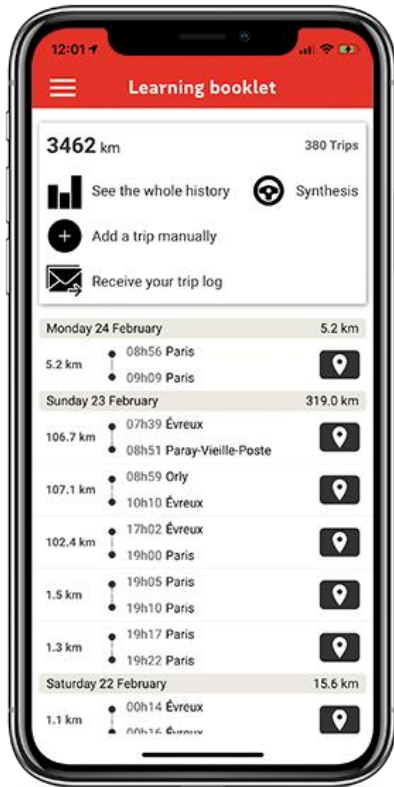 12:01
Learning booklet
3462 km 380 Trips
See the whole history Synthesis
Add a trip manually
Receive your trip log
Monday 24 February 5.2 km
5.2 km
08h56 Paris
09h09 Paris
Sunday 23 February 319.0 km
106.7 km
07h39 Évreux
08h51 Paray-Vieille-Poste
107.1 km
08h59 Orly
10h10 Évreux
102.4 km
17h02 Évreux
19h00 Paris
1.5 km
19h05 Paris
19h10 Paris
1.3 km
19h17 Paris
19h22 Paris
Saturday 22 February 15.6 km
1.1 km
00h14 Évreux
00h16 Évreux